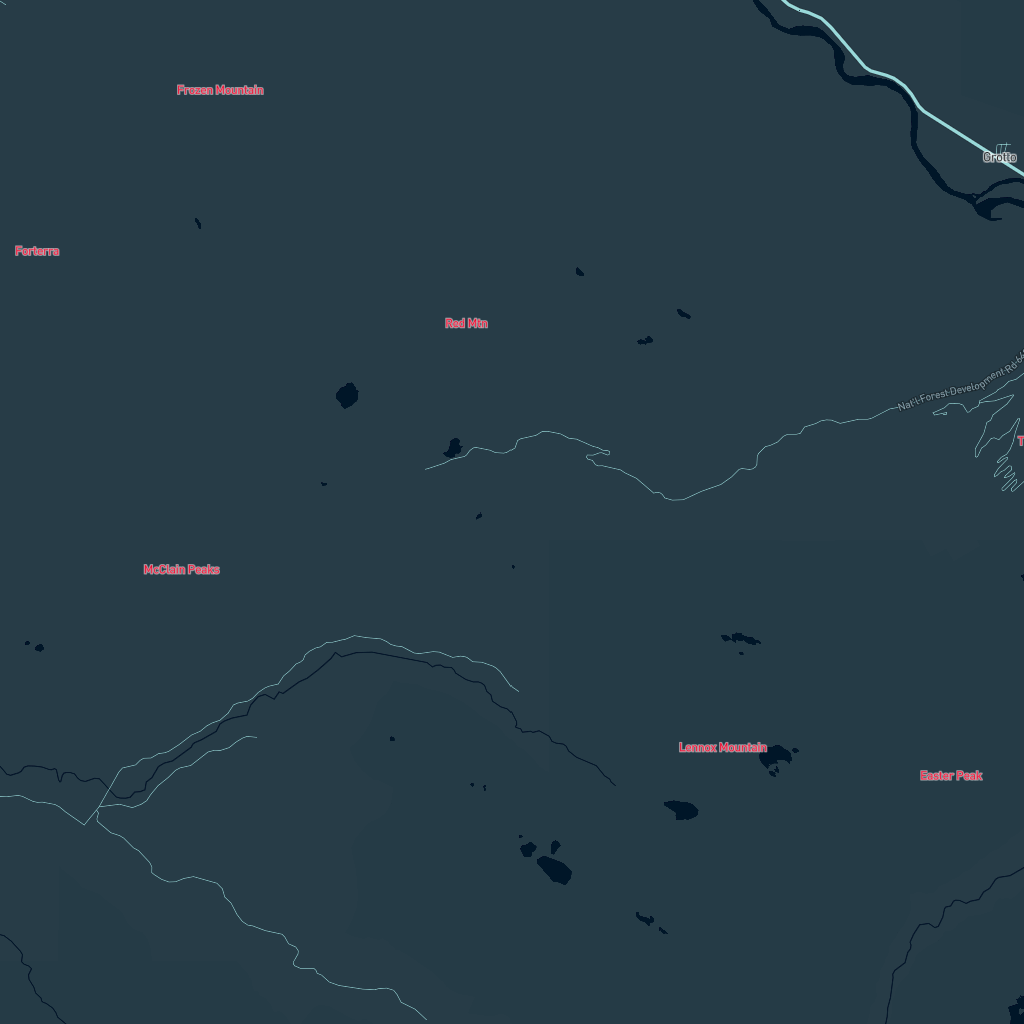 Frozen Mountain
Grotto
Forterra
Red Mtn
Nat'l Forest Development Rd
McClain Peaks
Lennox Mountain
Easter Peak